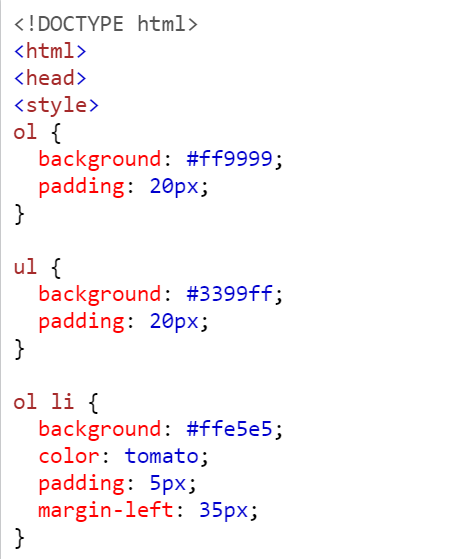 <!DOCTYPE html>
<html>
<head>
<style>
ol {
  background: #ff9999;
  padding: 20px;
}

ul {
  background: #3399ff;
  padding: 20px;
}

ol li {
  background: #ffe5e5;
  color: tomato;
  padding: 5px;
  margin-left: 35px;
}